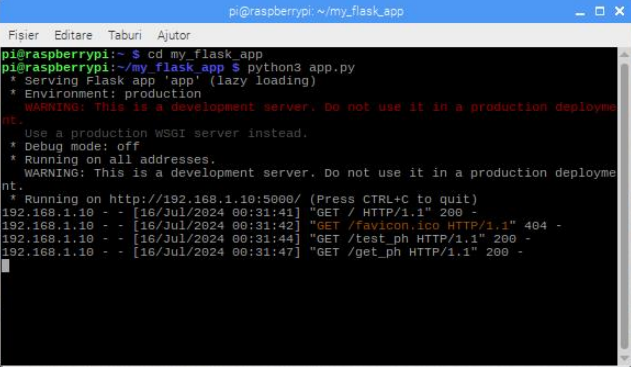 pi@raspberrypi: ~/my_flask_app
Fișier Editare Taburi Ajutor
pi@raspberrypi:~ $ cd my_flask_app
pi@raspberrypi:~/my_flask_app $ python3 app.py
* Serving Flask app 'app' (lazy loading)
* Environment: production
WARNING: This is a development server. Do not use it in a production deployme
nt.
Use a production WSGI server instead.
* Debug mode: off
* Running on all addresses.
WARNING: This is a development server. Do not use it in a production deployme
nt.
* Running on http://192.168.1.10:5000/ (Press CTRL+C to quit)
192.168.1.10 - - [16/Jul/2024 00:31:41] "GET / HTTP/1.1" 200 -
192.168.1.10 - - [16/Jul/2024 00:31:42] "GET /favicon.ico HTTP/1.1" 404 -
192.168.1.10 - - [16/Jul/2024 00:31:44] "GET /test_ph HTTP/1.1" 200 -
192.168.1.10 - - [16/Jul/2024 00:31:47] "GET /get_ph HTTP/1.1" 200 -